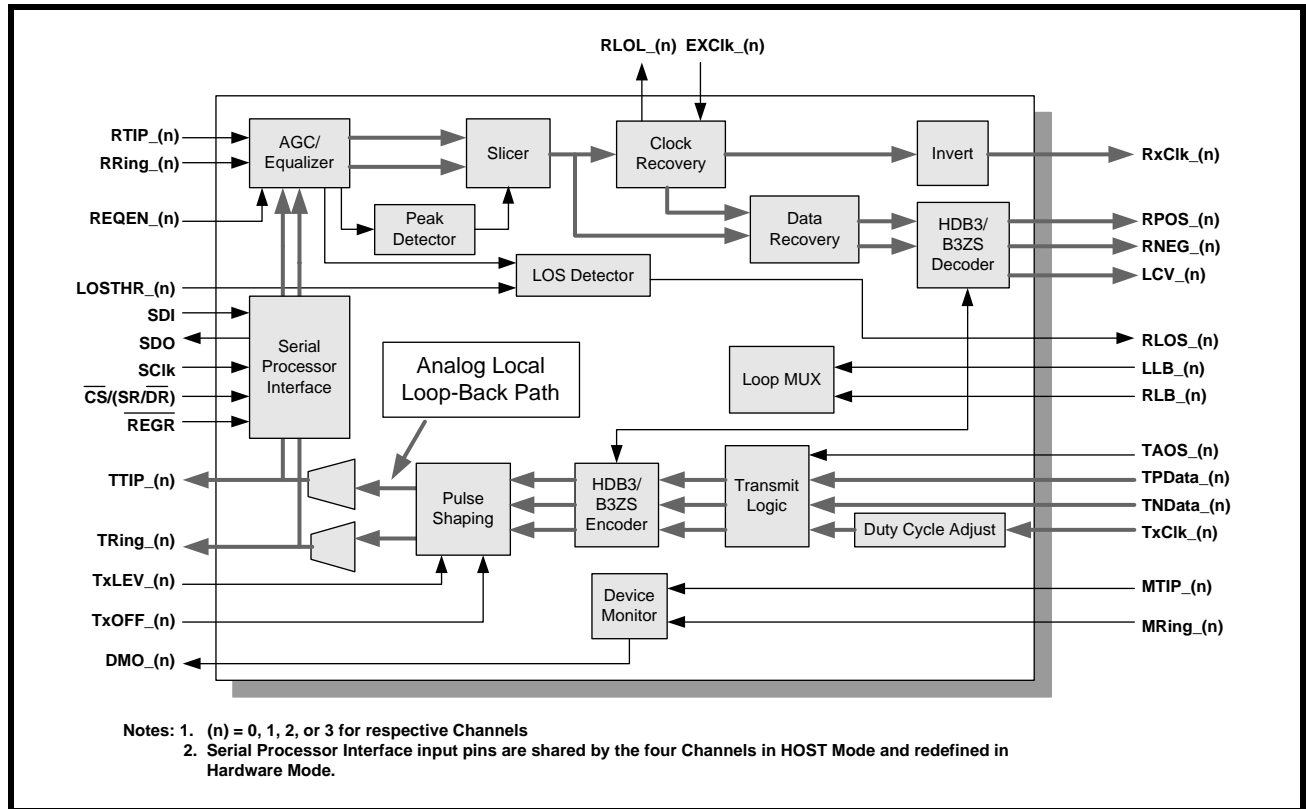 RLOL_(n) EXClk_(n)
RTIP_(n)
RRing_(n)
REQEN_(n)
LOSTHR_(n)
SDI
SDO
SClk
CS/(SR/DR)
REGR
TTIP_(n)
TRing_(n)
TxLEV_(n)
TxOFF_(n)
DMO_(n)
AGC/
Equalizer
Slicer
Clock
Recovery
Invert
Peak
Detector
Data
Recovery
HDB3/
B3ZS
Decoder
LOS Detector
Serial
Processor
Interface
Analog Local
Loop-Back Path
Loop MUX
Pulse
Shaping
HDB3/
B3ZS
Encoder
Transmit
Logic
Duty Cycle Adjust
Device
Monitor
RxClk_(n)
RPOS_(n)
RNEG_(n)
LCV_(n)
RLOS_(n)
LLB_(n)
RLB_(n)
TAOS_(n)
TPData_(n)
TNData_(n)
TxClk_(n)
MTIP_(n)
MRing_(n)
Notes: 1. (n) = 0, 1, 2, or 3 for respective Channels
2. Serial Processor Interface input pins are shared by the four Channels in HOST Mode and redefined in
Hardware Mode.